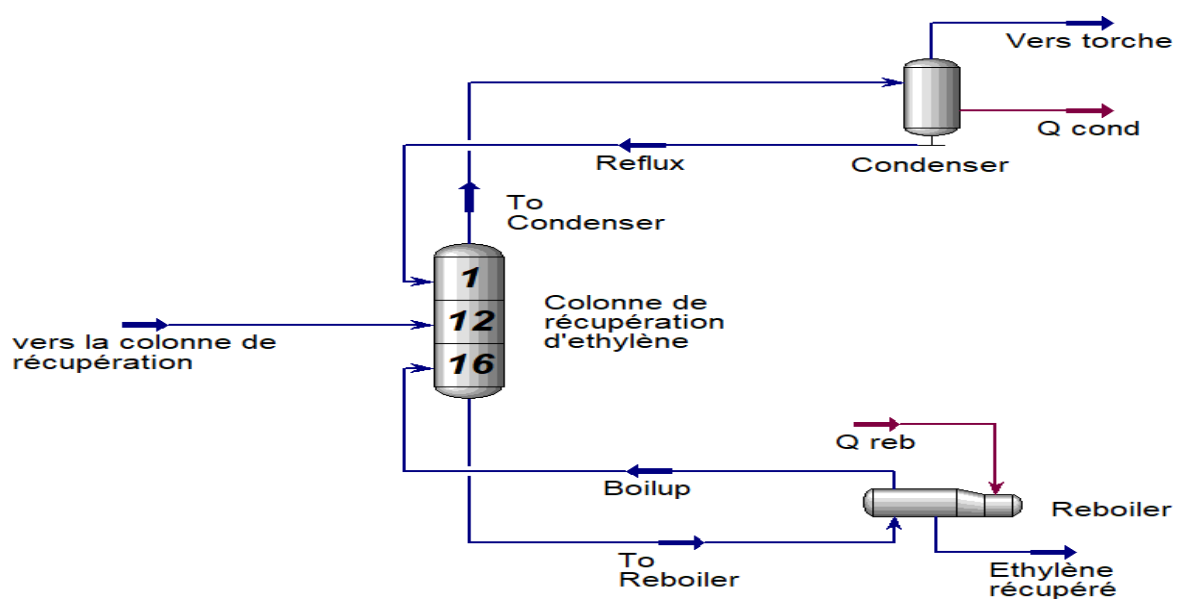 Vers torche
Q cond
Condenser
Reflux
To
Condenser
1
12
16
Colonne de
récupération
d'ethylène
vers la colonne de
récupération
Q reb
Boilup
Reboiler
To
Reboiler
Ethylène
récupéré